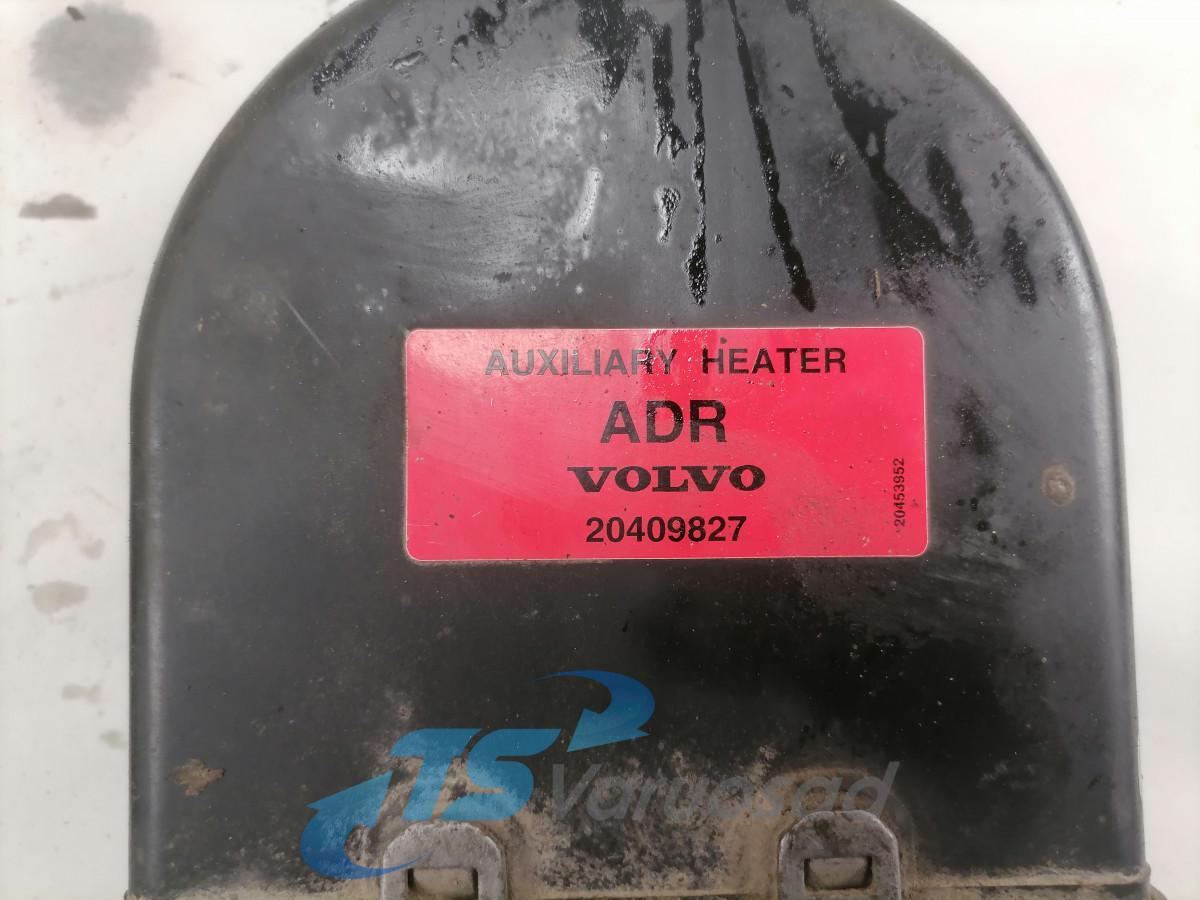 AUXILIARY HEATER
ADR
VOLVO
20409827
20453952
TS Varuosad